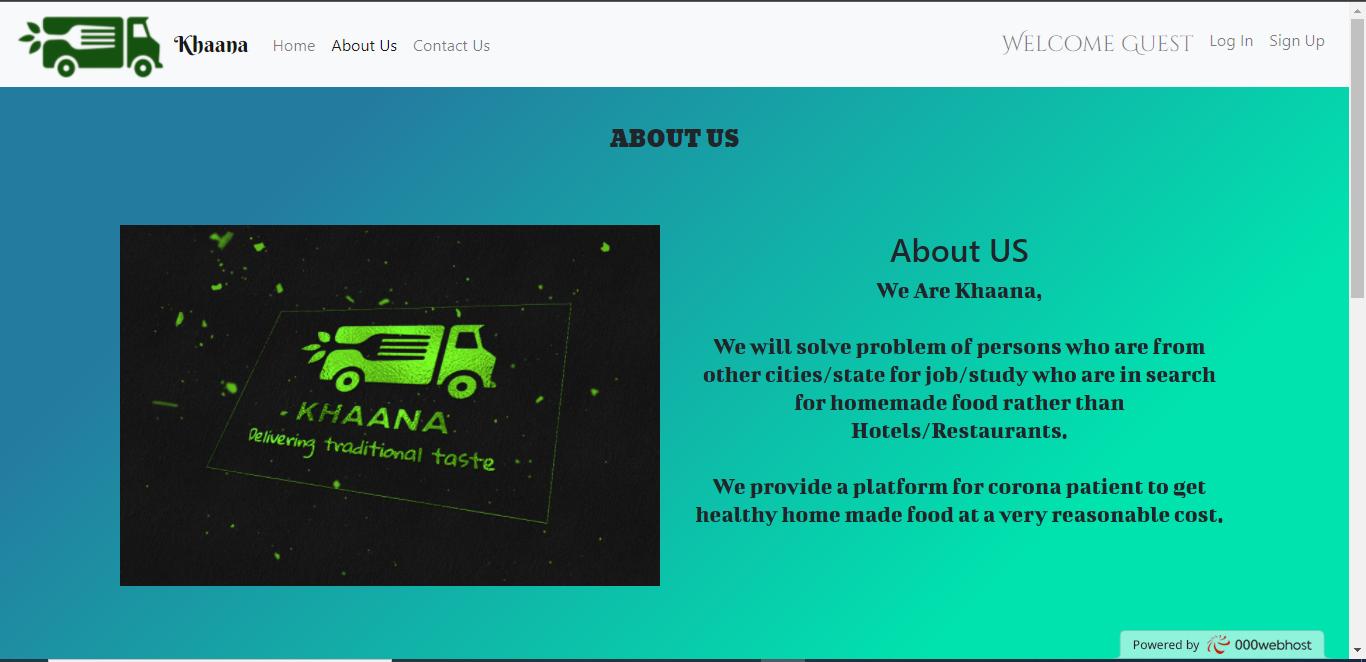 Khaana Home About Us Contact Us Welcome Guest Log In Sign Up
ABOUT US
KHAANA
Delivering traditional taste
About US
We Are Khaana,
We will solve problem of persons who are from
other cities/state for job/study who are in search
for homemade food rather than
Hotels/Restaurants.
We provide a platform for corona patient to get
healthy home made food at a very reasonable cost.
Powered by 000webhost